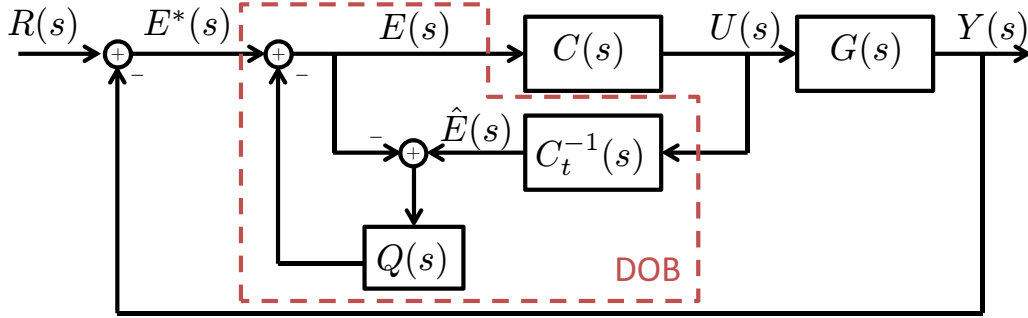 R(s) E*(s) E(s) C(s) U(s) G(s) Y(s)
+ − + −
− + Ê(s) C_t^{-1}(s)
Q(s) DOB